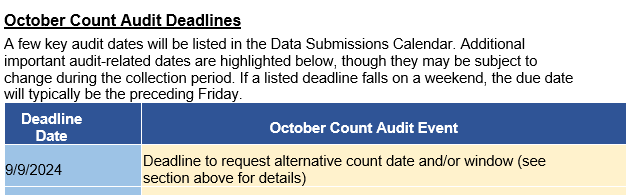 October Count Audit Deadlines
A few key audit dates will be listed in the Data Submissions Calendar. Additional
important audit-related dates are highlighted below, though they may be subject to
change during the collection period. If a listed deadline falls on a weekend, the due date
will typically be the preceding Friday.
Deadline
Date
October Count Audit Event
9/9/2024
Deadline to request alternative count date and/or window (see
section above for details)